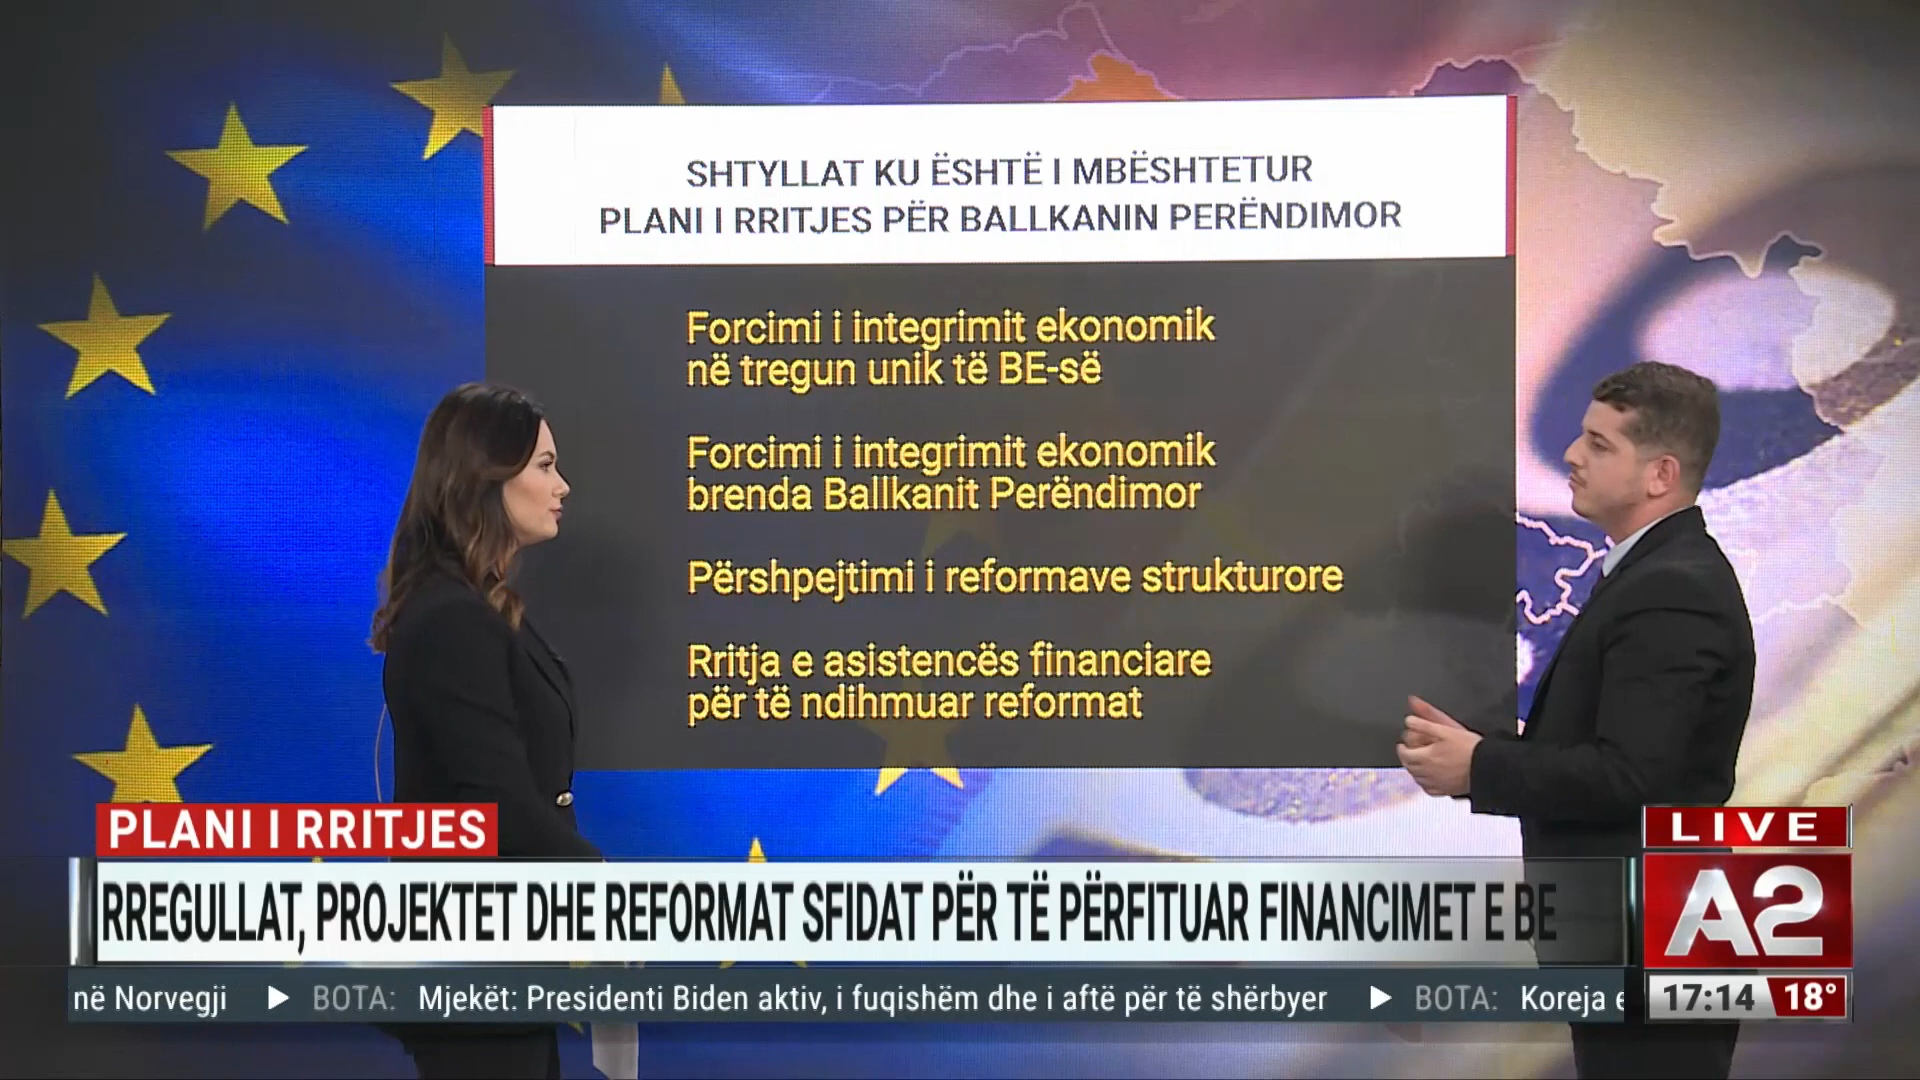 SHTYLLAT KU ËSHTË I MBËSHTETUR
PLANI I RRITJES PËR BALLKANIN PERËNDIMOR
Forcimi i integrimit ekonomik
në tregun unik të BE-së
Forcimi i integrimit ekonomik
brenda Ballkanit Perëndimor
Përshpejtimi i reformave strukturore
Rritja e asistencës financiare
për të ndihmuar reformat
PLANI I RRITJES
RREGULLAT, PROJEKTET DHE REFORMAT SFIDAT PËR TË PËRFITUAR FINANCIMET E BE
LIVE
A2
në Norvegji ▶ BOTA: Mjekët: Presidenti Biden aktiv, i fuqishëm dhe i aftë për të shërbyer ▶ BOTA: Koreja
17:14 18°